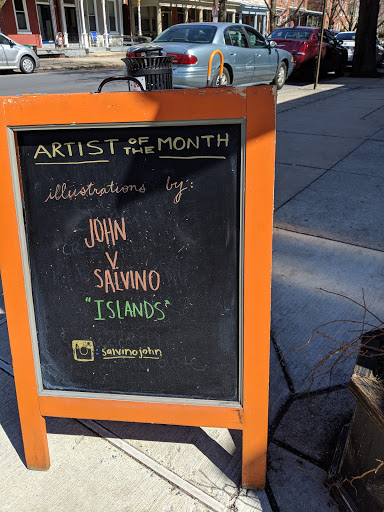 ARTIST OF THE MONTH
illustrations by:
JOHN
V.
SALVINO
"ISLANDS"
: salvinojohn